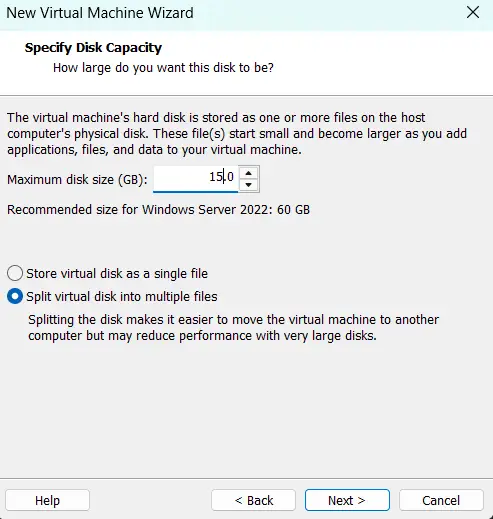 New Virtual Machine Wizard
Specify Disk Capacity
How large do you want this disk to be?
The virtual machine's hard disk is stored as one or more files on the host
computer's physical disk. These file(s) start small and become larger as you add
applications, files, and data to your virtual machine.
Maximum disk size (GB): 15.0
Recommended size for Windows Server 2022: 60 GB
Store virtual disk as a single file
Split virtual disk into multiple files
Splitting the disk makes it easier to move the virtual machine to another
computer but may reduce performance with very large disks.
Help < Back Next > Cancel